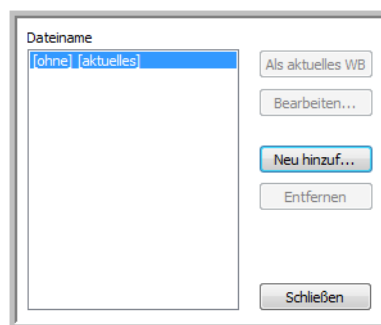 Dateiname
[ohne] [aktuelles]
Als aktuelles WB
Bearbeiten...
Neu hinzuf...
Entfernen
Schließen